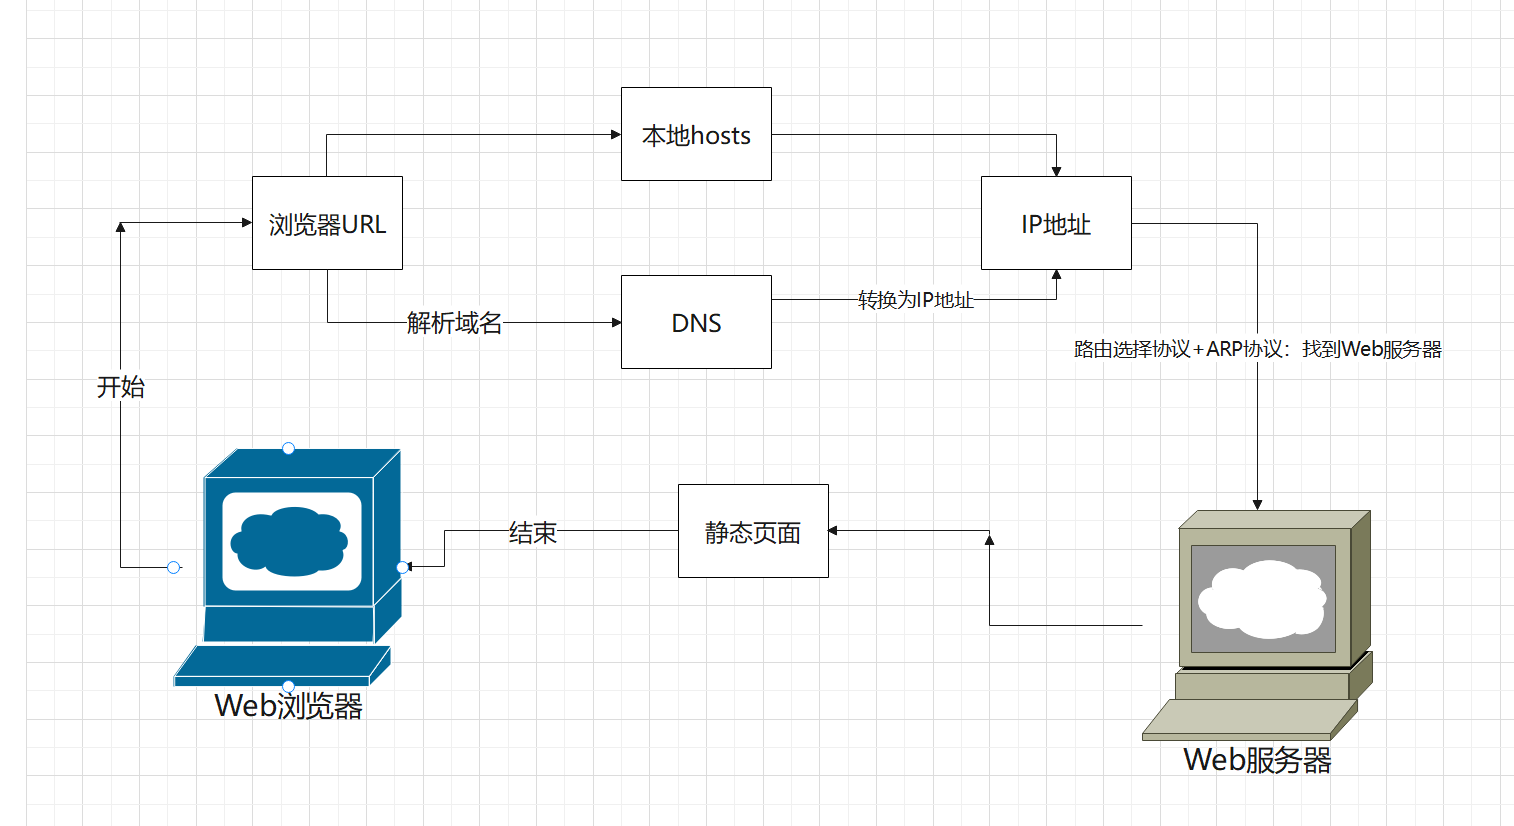 本地hosts
浏览器URL
IP地址
转换为IP地址
解析域名
DNS
路由选择协议+ARP协议：找到Web服务器
开始
结束
静态页面
Web浏览器
Web服务器